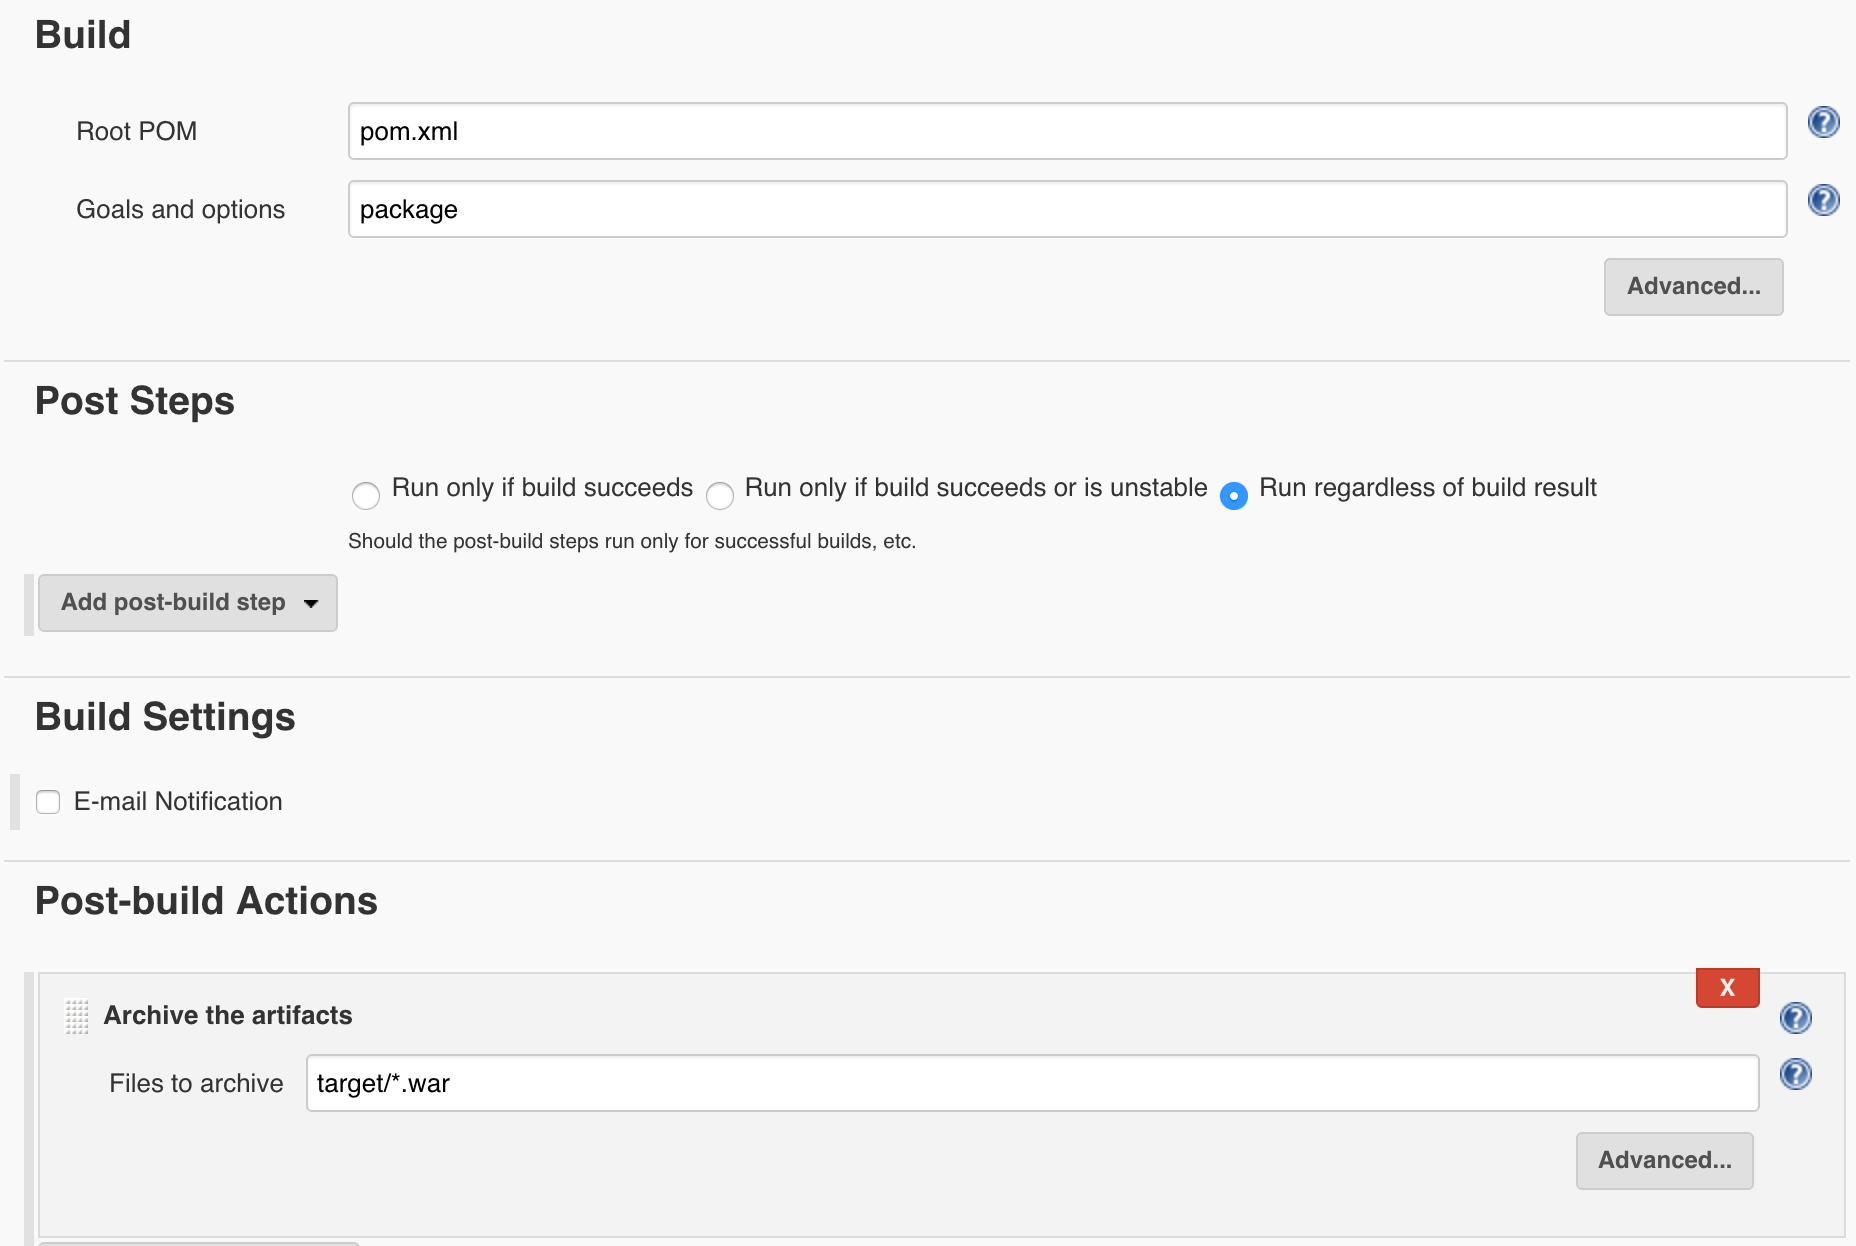 Build
Root POM
pom.xml
?
Goals and options
package
?
Advanced...
Post Steps
Run only if build succeeds Run only if build succeeds or is unstable Run regardless of build result
Should the post-build steps run only for successful builds, etc.
Add post-build step
Build Settings
E-mail Notification
Post-build Actions
X
Archive the artifacts
?
Files to archive
target/*.war
?
Advanced...